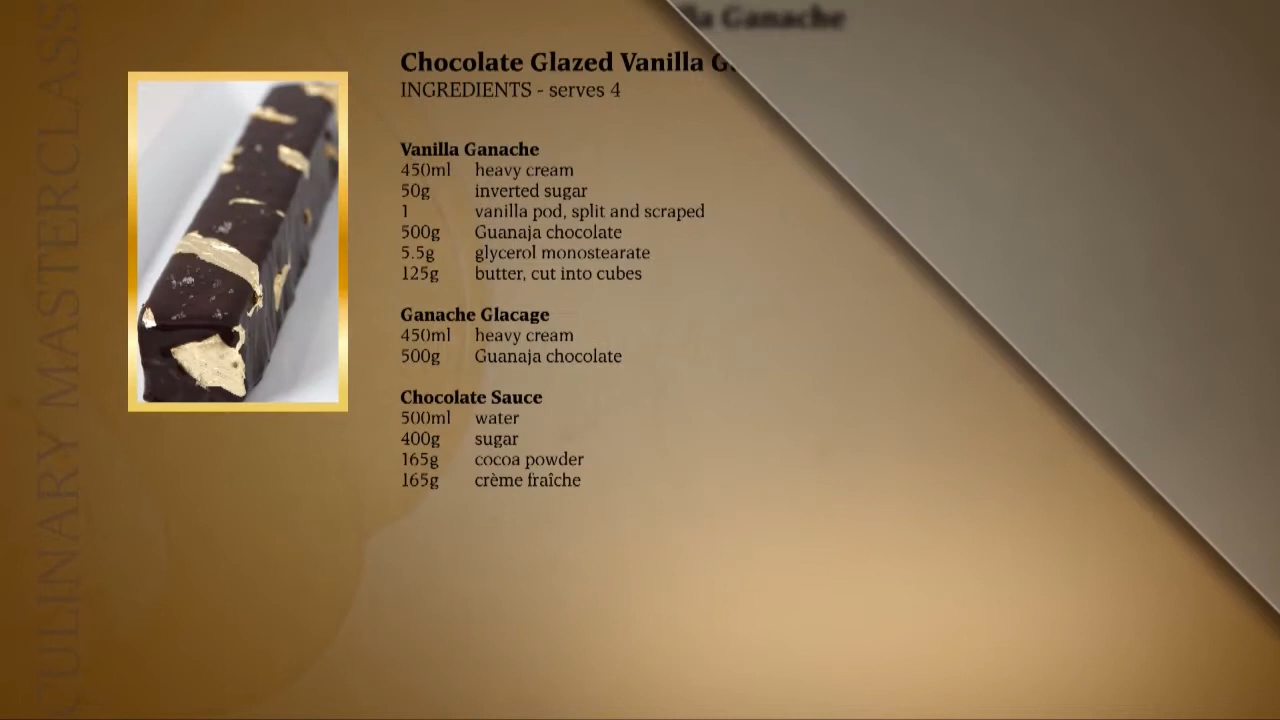 la Ganache
Chocolate Glazed Vanilla G
INGREDIENTS - serves 4
Vanilla Ganache
450ml heavy cream
50g inverted sugar
1 vanilla pod, split and scraped
500g Guanaja chocolate
5.5g glycerol monostearate
125g butter, cut into cubes
Ganache Glacage
450ml heavy cream
500g Guanaja chocolate
Chocolate Sauce
500ml water
400g sugar
165g cocoa powder
165g crème fraîche
CULINARY MASTERCLASS